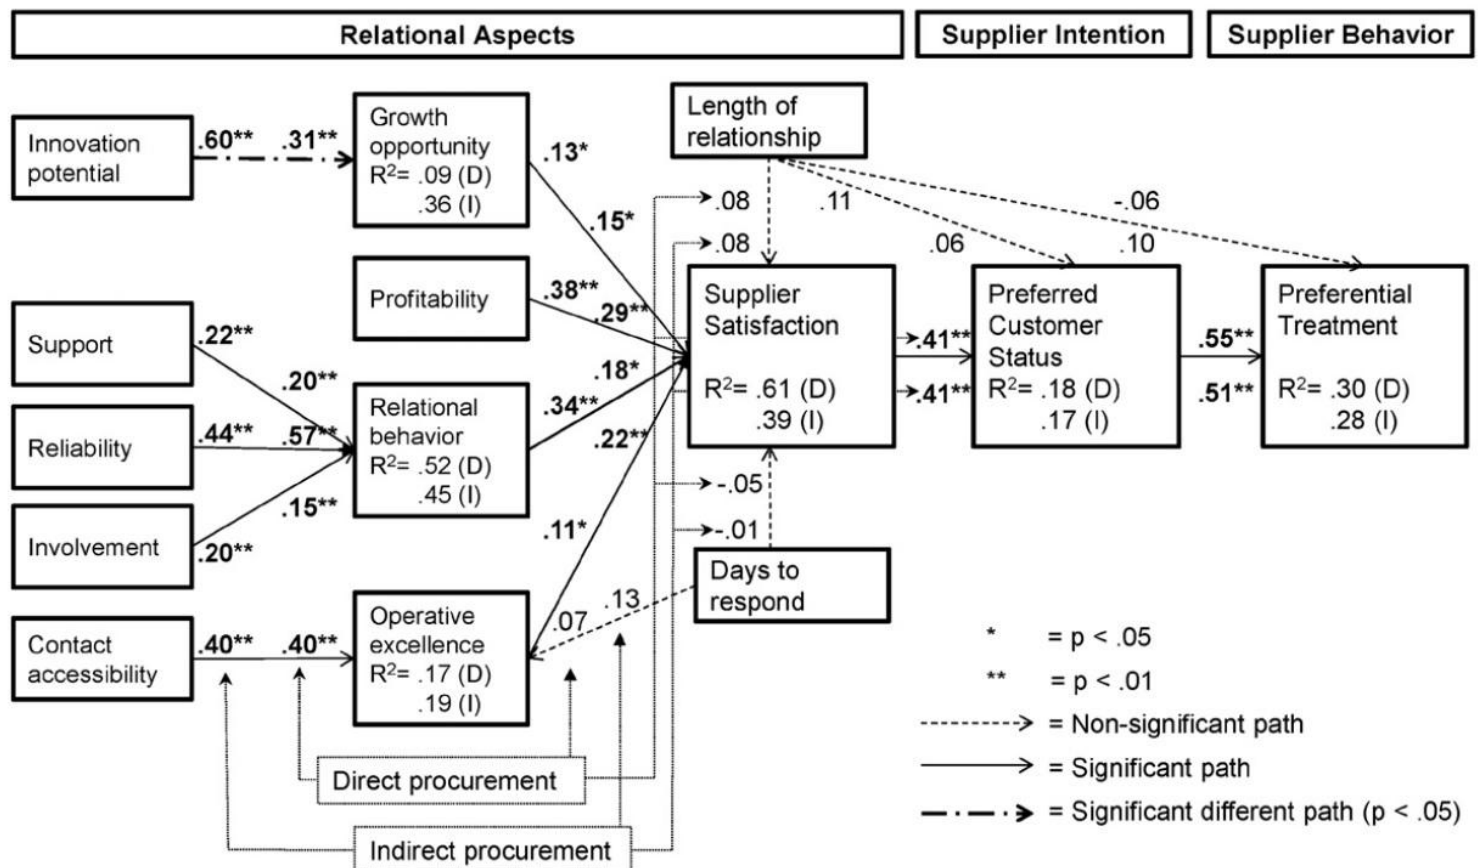 Relational Aspects
Supplier Intention
Supplier Behavior
Innovation
potential
.60**
.31**
Growth
opportunity
R²= .09 (D)
.36 (I)
.13*
.15*
Length of
relationship
.08
.08
.11
.06
-.06
.10
Profitability
.38**
.29**
Support
.22**
.20**
Reliability
.44**
.57**
Involvement
.20**
.15**
Relational
behavior
R²= .52 (D)
.45 (I)
.18*
.34**
.22**
.11*
Supplier
Satisfaction
R²= .61 (D)
.39 (I)
.41**
.41**
Preferred
Customer
Status
R²= .18 (D)
.17 (I)
.55**
.51**
Preferential
Treatment
R²= .30 (D)
.28 (I)
-.05
-.01
Days to
respond
.13
.07
Contact
accessibility
.40**
.40**
Operative
excellence
R²= .17 (D)
.19 (I)
Direct procurement
Indirect procurement
* = p < .05
** = p < .01
= Non-significant path
= Significant path
= Significant different path (p < .05)